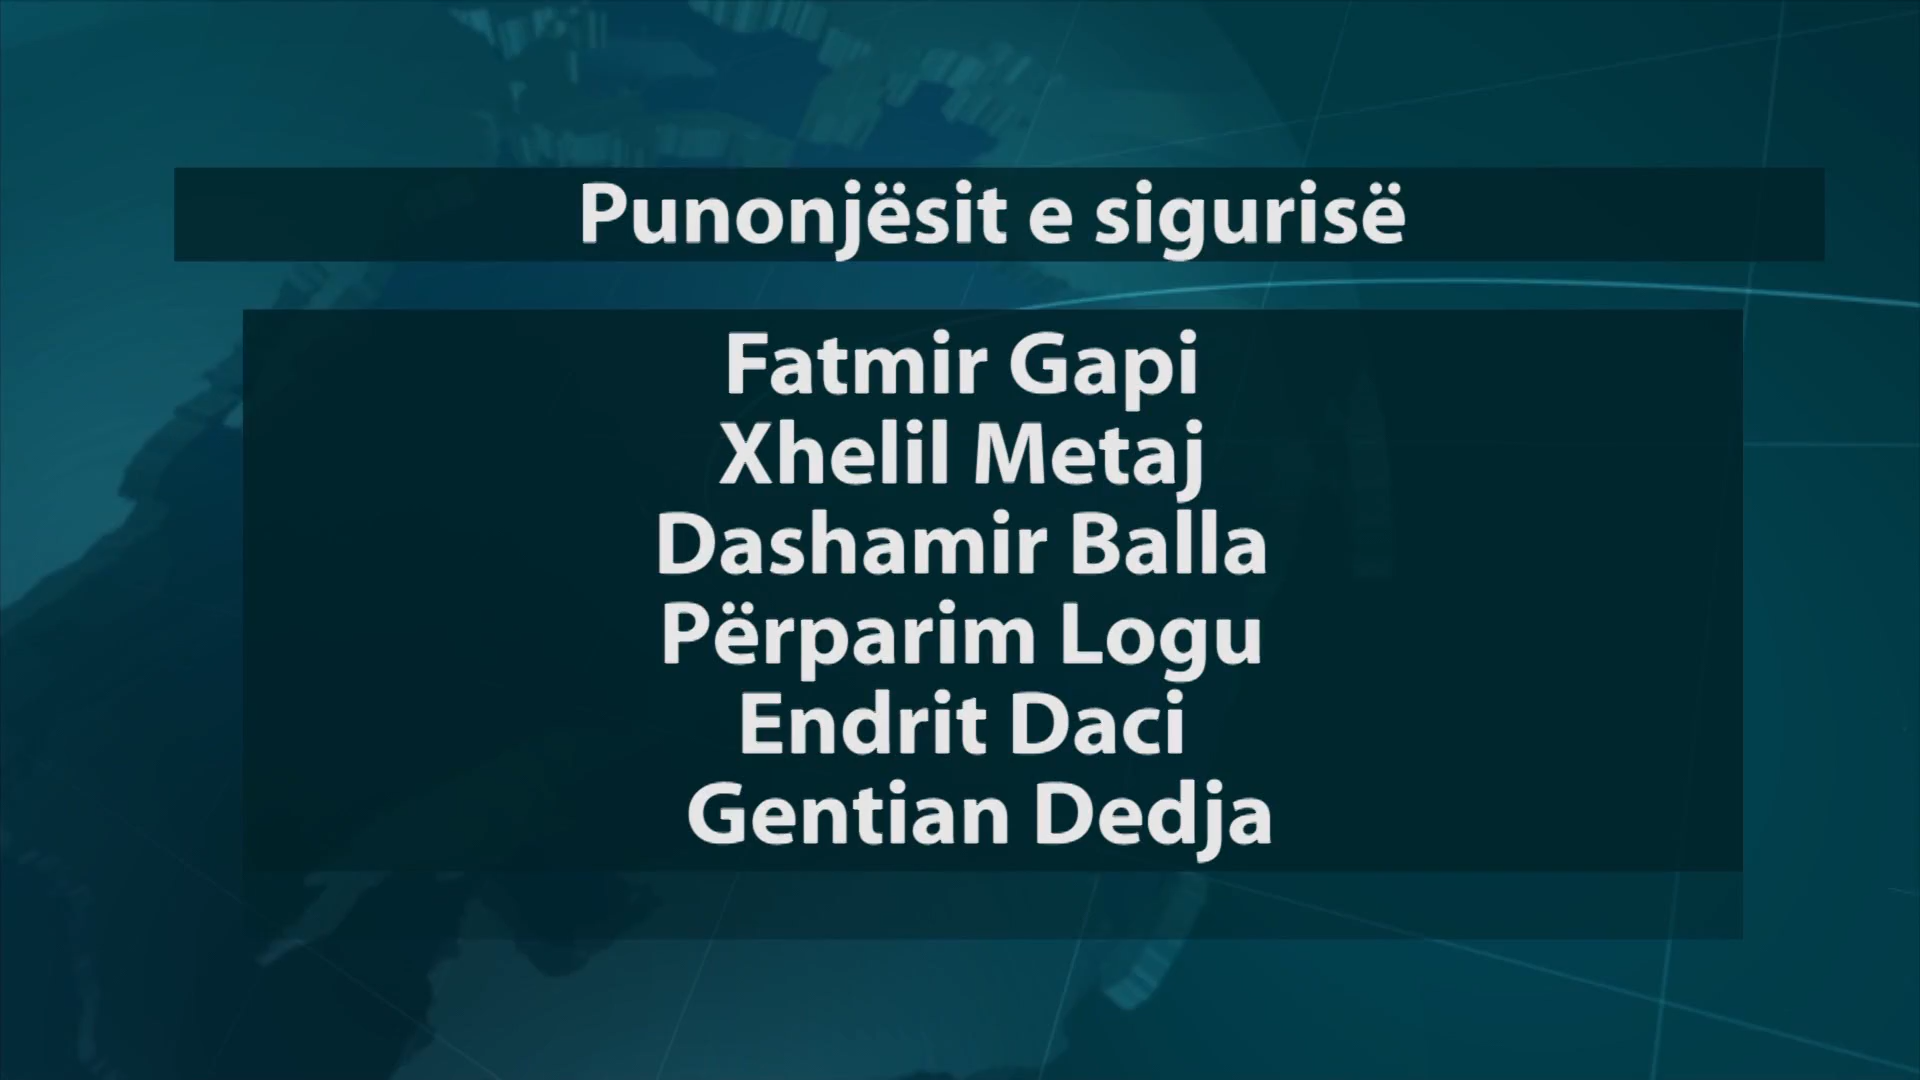 Punonjësit e sigurisë
Fatmir Gapi
Xhelil Metaj
Dashamir Balla
Përparim Logu
Endrit Daci
Gentian Dedja